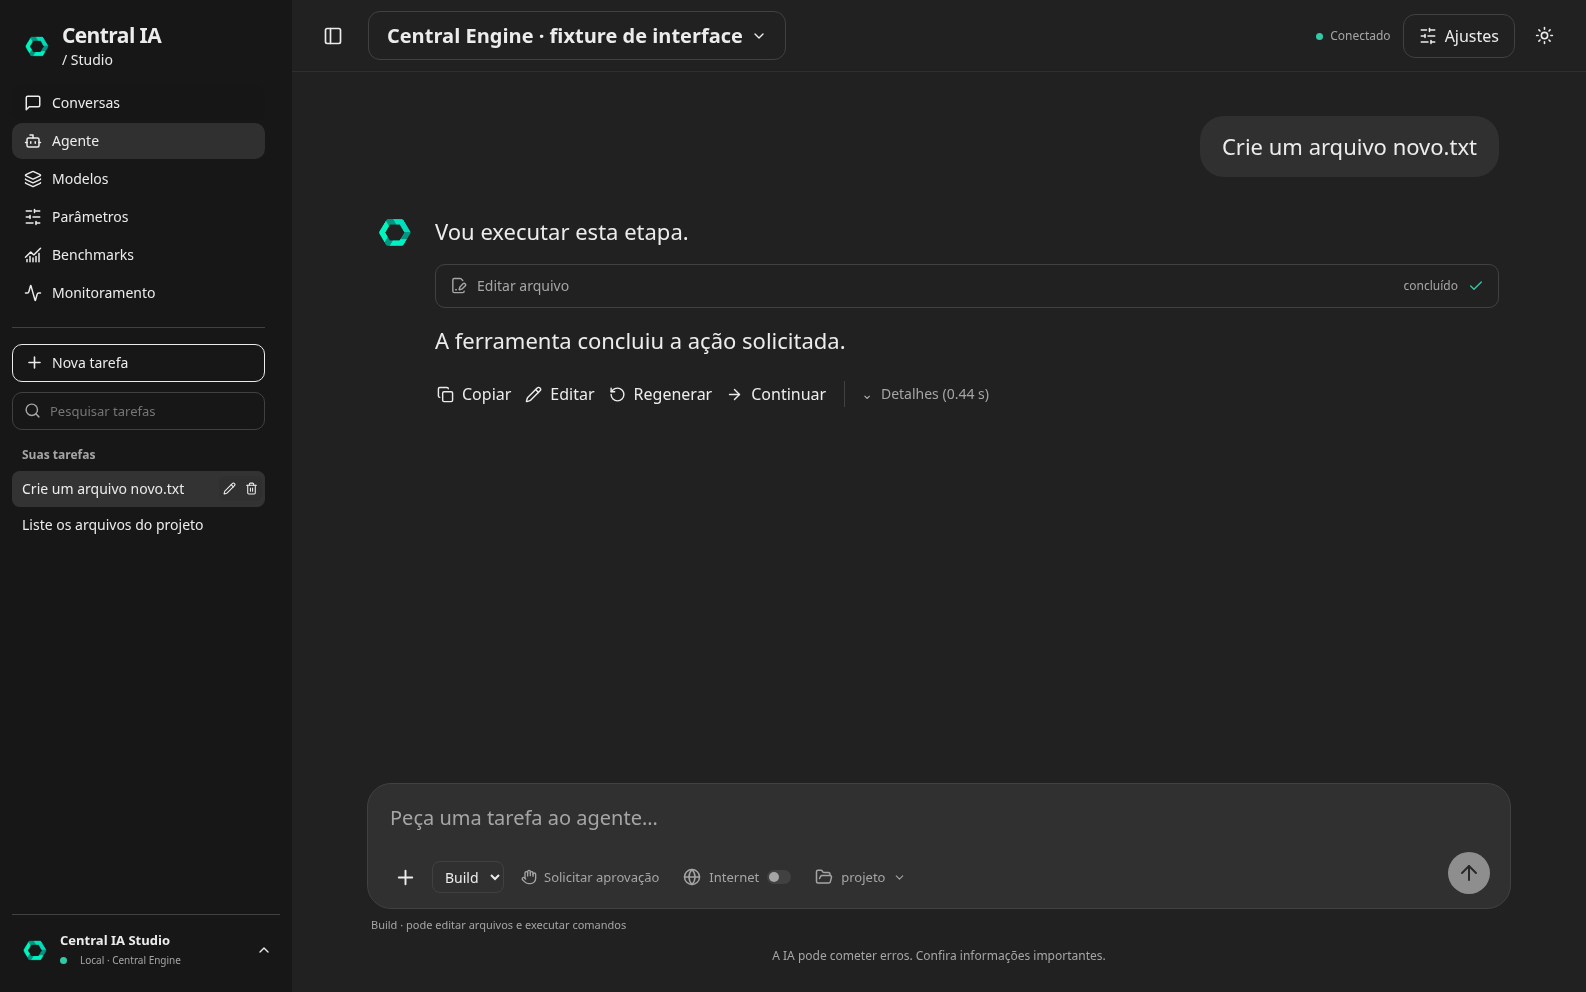 Central IA
/ Studio
Conversas
Agente
Modelos
Parâmetros
Benchmarks
Monitoramento
Nova tarefa
Pesquisar tarefas
Suas tarefas
Crie um arquivo novo.txt
Liste os arquivos do projeto
Central IA Studio
Local · Central Engine
Central Engine · fixture de interface
Conectado
Ajustes
Crie um arquivo novo.txt
Vou executar esta etapa.
Editar arquivo
concluído
A ferramenta concluiu a ação solicitada.
Copiar
Editar
Regenerar
Continuar
Detalhes (0.44 s)
Peça uma tarefa ao agente...
Build
Solicitar aprovação
Internet
projeto
Build · pode editar arquivos e executar comandos
A IA pode cometer erros. Confira informações importantes.